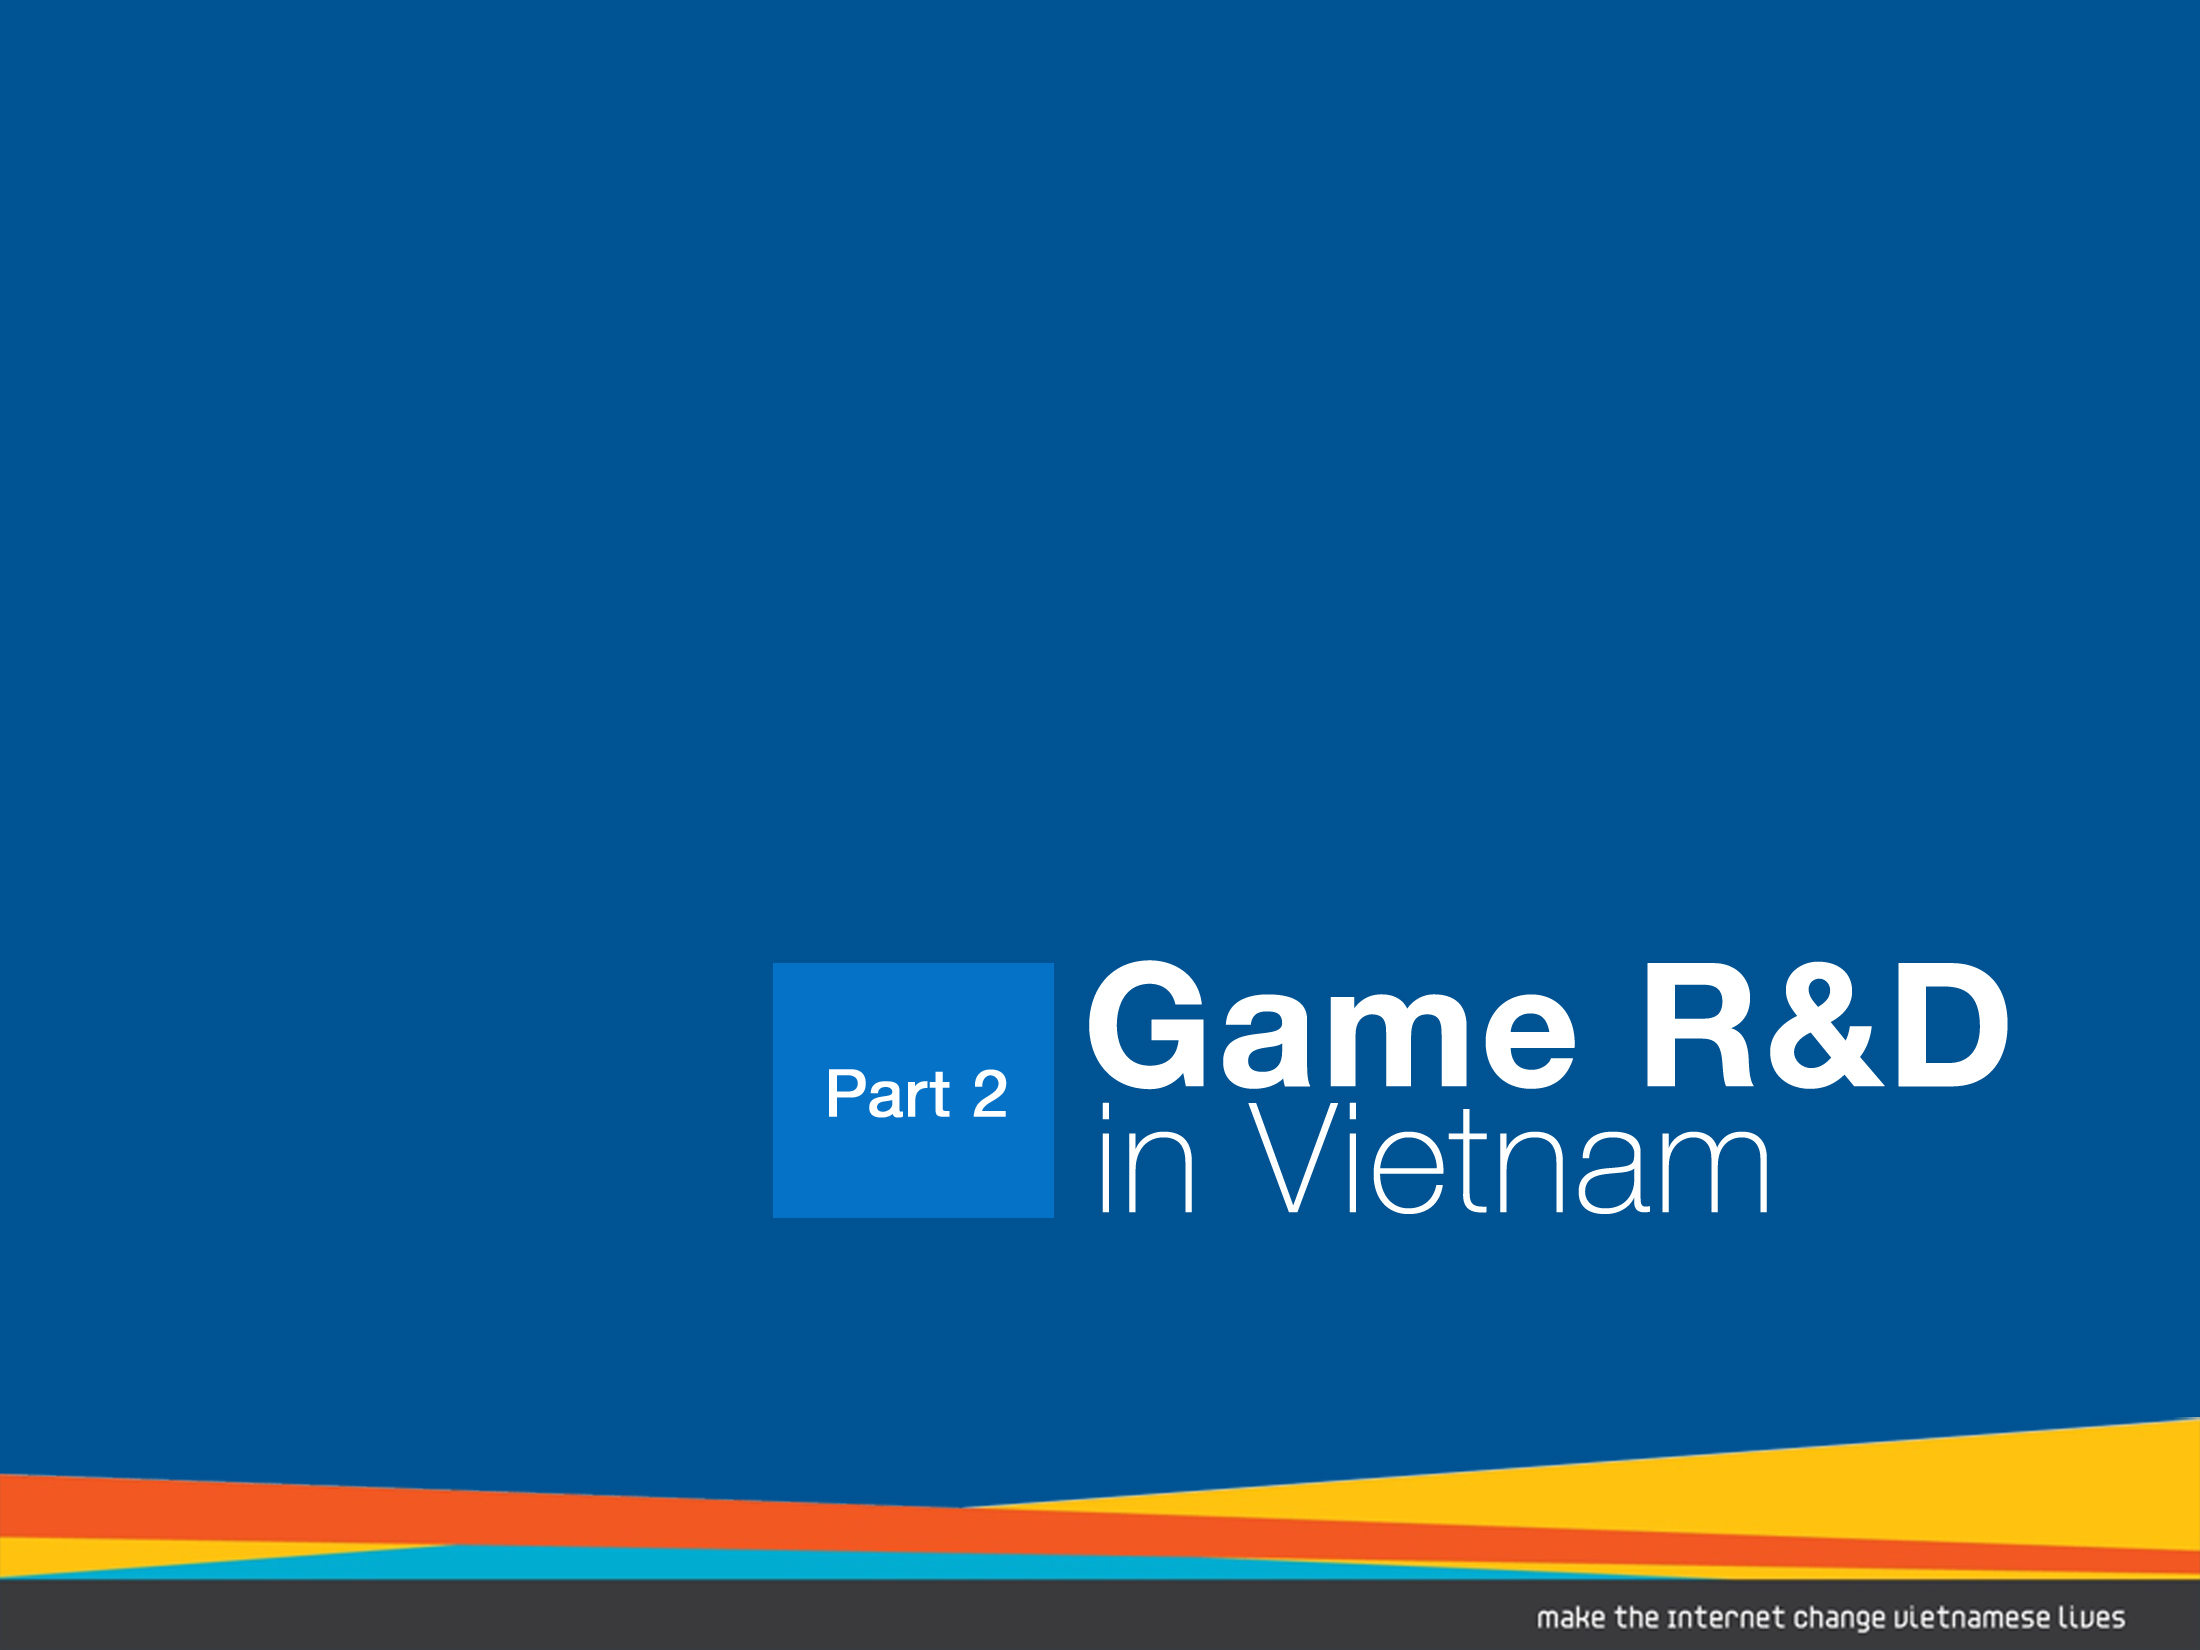 Part 2
Game R&D
in Vietnam
make the Internet change Vietnamese lives